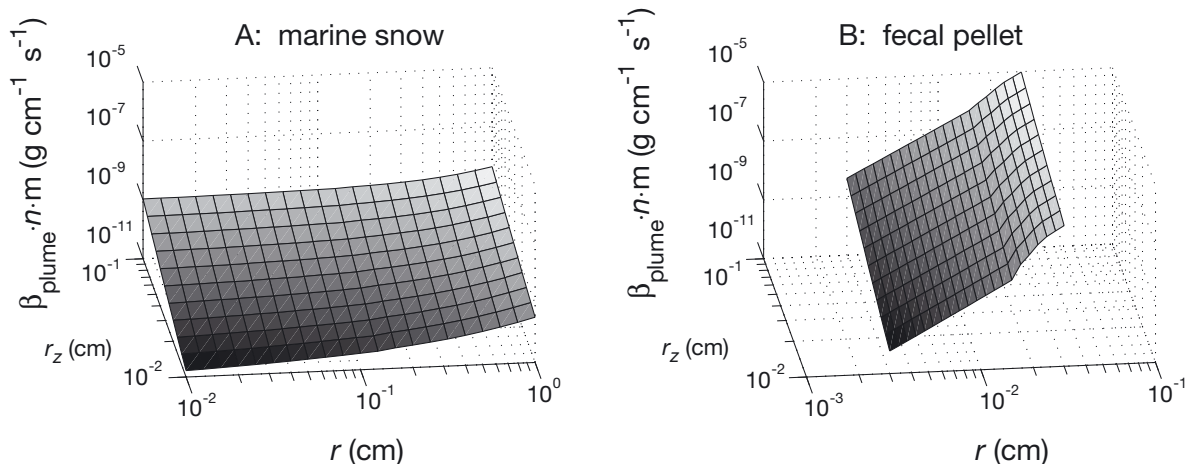 A: marine snow
β_plume·n·m (g cm⁻¹ s⁻¹)
10⁻⁵
10⁻⁷
10⁻⁹
10⁻¹¹
10⁻¹
r_z (cm)
10⁻²
10⁻²
10⁻¹
10⁰
r (cm)
B: fecal pellet
β_plume·n·m (g cm⁻¹ s⁻¹)
10⁻⁵
10⁻⁷
10⁻⁹
10⁻¹¹
10⁻¹
r_z (cm)
10⁻²
10⁻³
10⁻²
10⁻¹
r (cm)